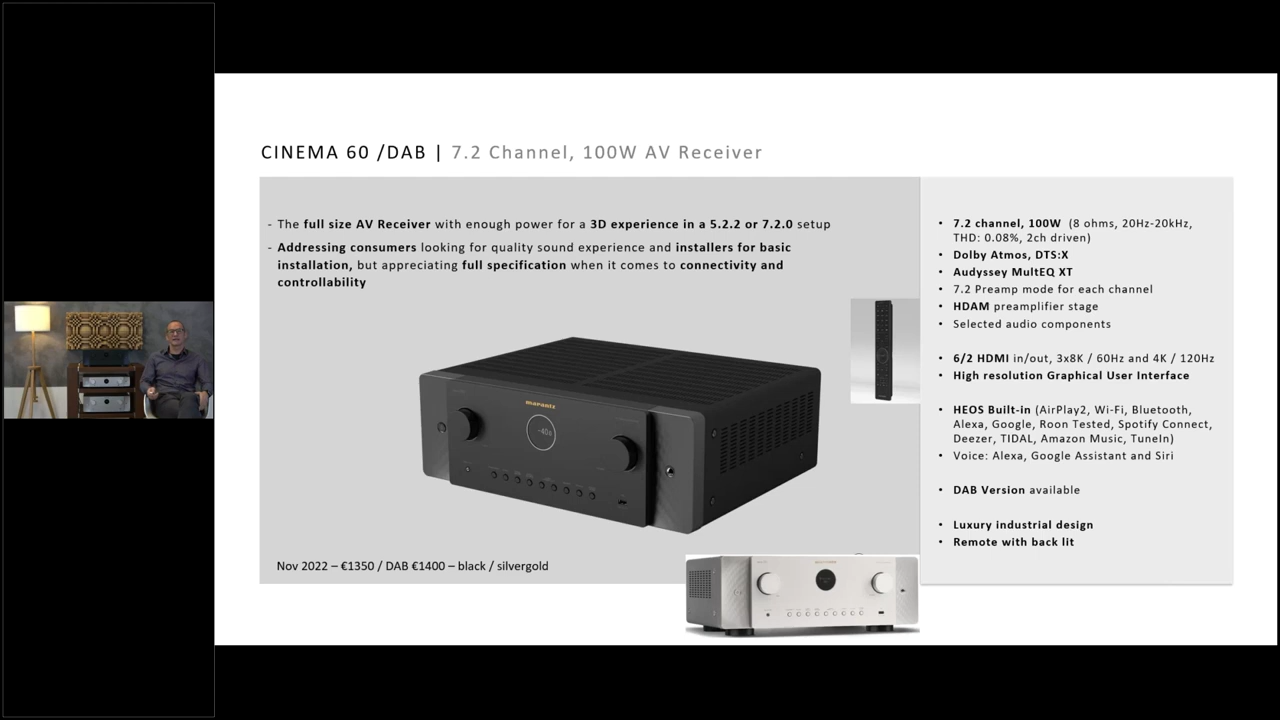 CINEMA 60 /DAB | 7.2 Channel, 100W AV Receiver
- The full size AV Receiver with enough power for a 3D experience in a 5.2.2 or 7.2.0 setup
- Addressing consumers looking for quality sound experience and installers for basic
installation, but appreciating full specification when it comes to connectivity and
controllability
marantz
Nov 2022 – €1350 / DAB €1400 – black / silvergold
• 7.2 channel, 100W (8 ohms, 20Hz-20kHz,
THD: 0.08%, 2ch driven)
• Dolby Atmos, DTS:X
• Audyssey MultEQ XT
• 7.2 Preamp mode for each channel
• HDAM preamplifier stage
• Selected audio components
• 6/2 HDMI in/out, 3x8K / 60Hz and 4K / 120Hz
• High resolution Graphical User Interface
• HEOS Built-in (AirPlay2, Wi-Fi, Bluetooth,
Alexa, Google, Roon Tested, Spotify Connect,
Deezer, TIDAL, Amazon Music, TuneIn)
• Voice: Alexa, Google Assistant and Siri
• DAB Version available
• Luxury industrial design
• Remote with back lit